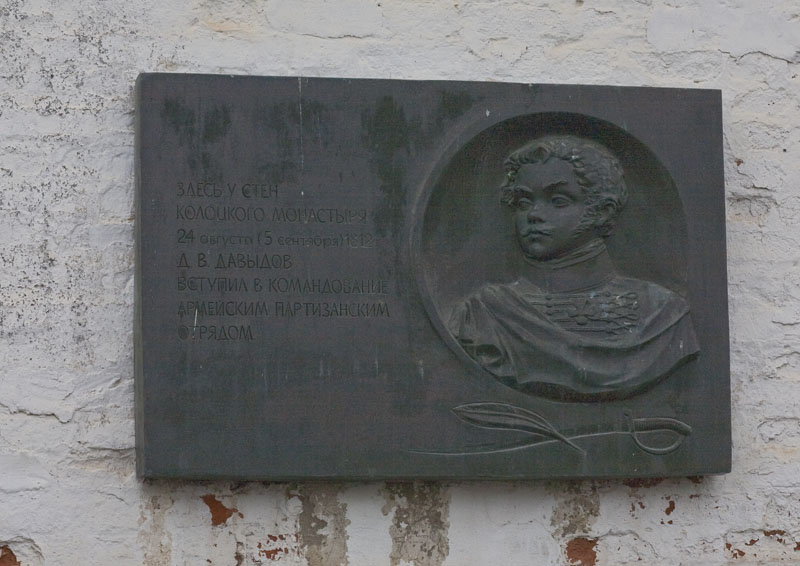 ЗДЕСЬ У СТЕН
КОЛОЦКОГО МОНАСТЫРЯ
24 августа (5 сентября) 1812 г.
Д. В. ДАВЫДОВ
ВСТУПИЛ В КОМАНДОВАНИЕ
АРМЕЙСКИМ ПАРТИЗАНСКИМ
ОТРЯДОМ